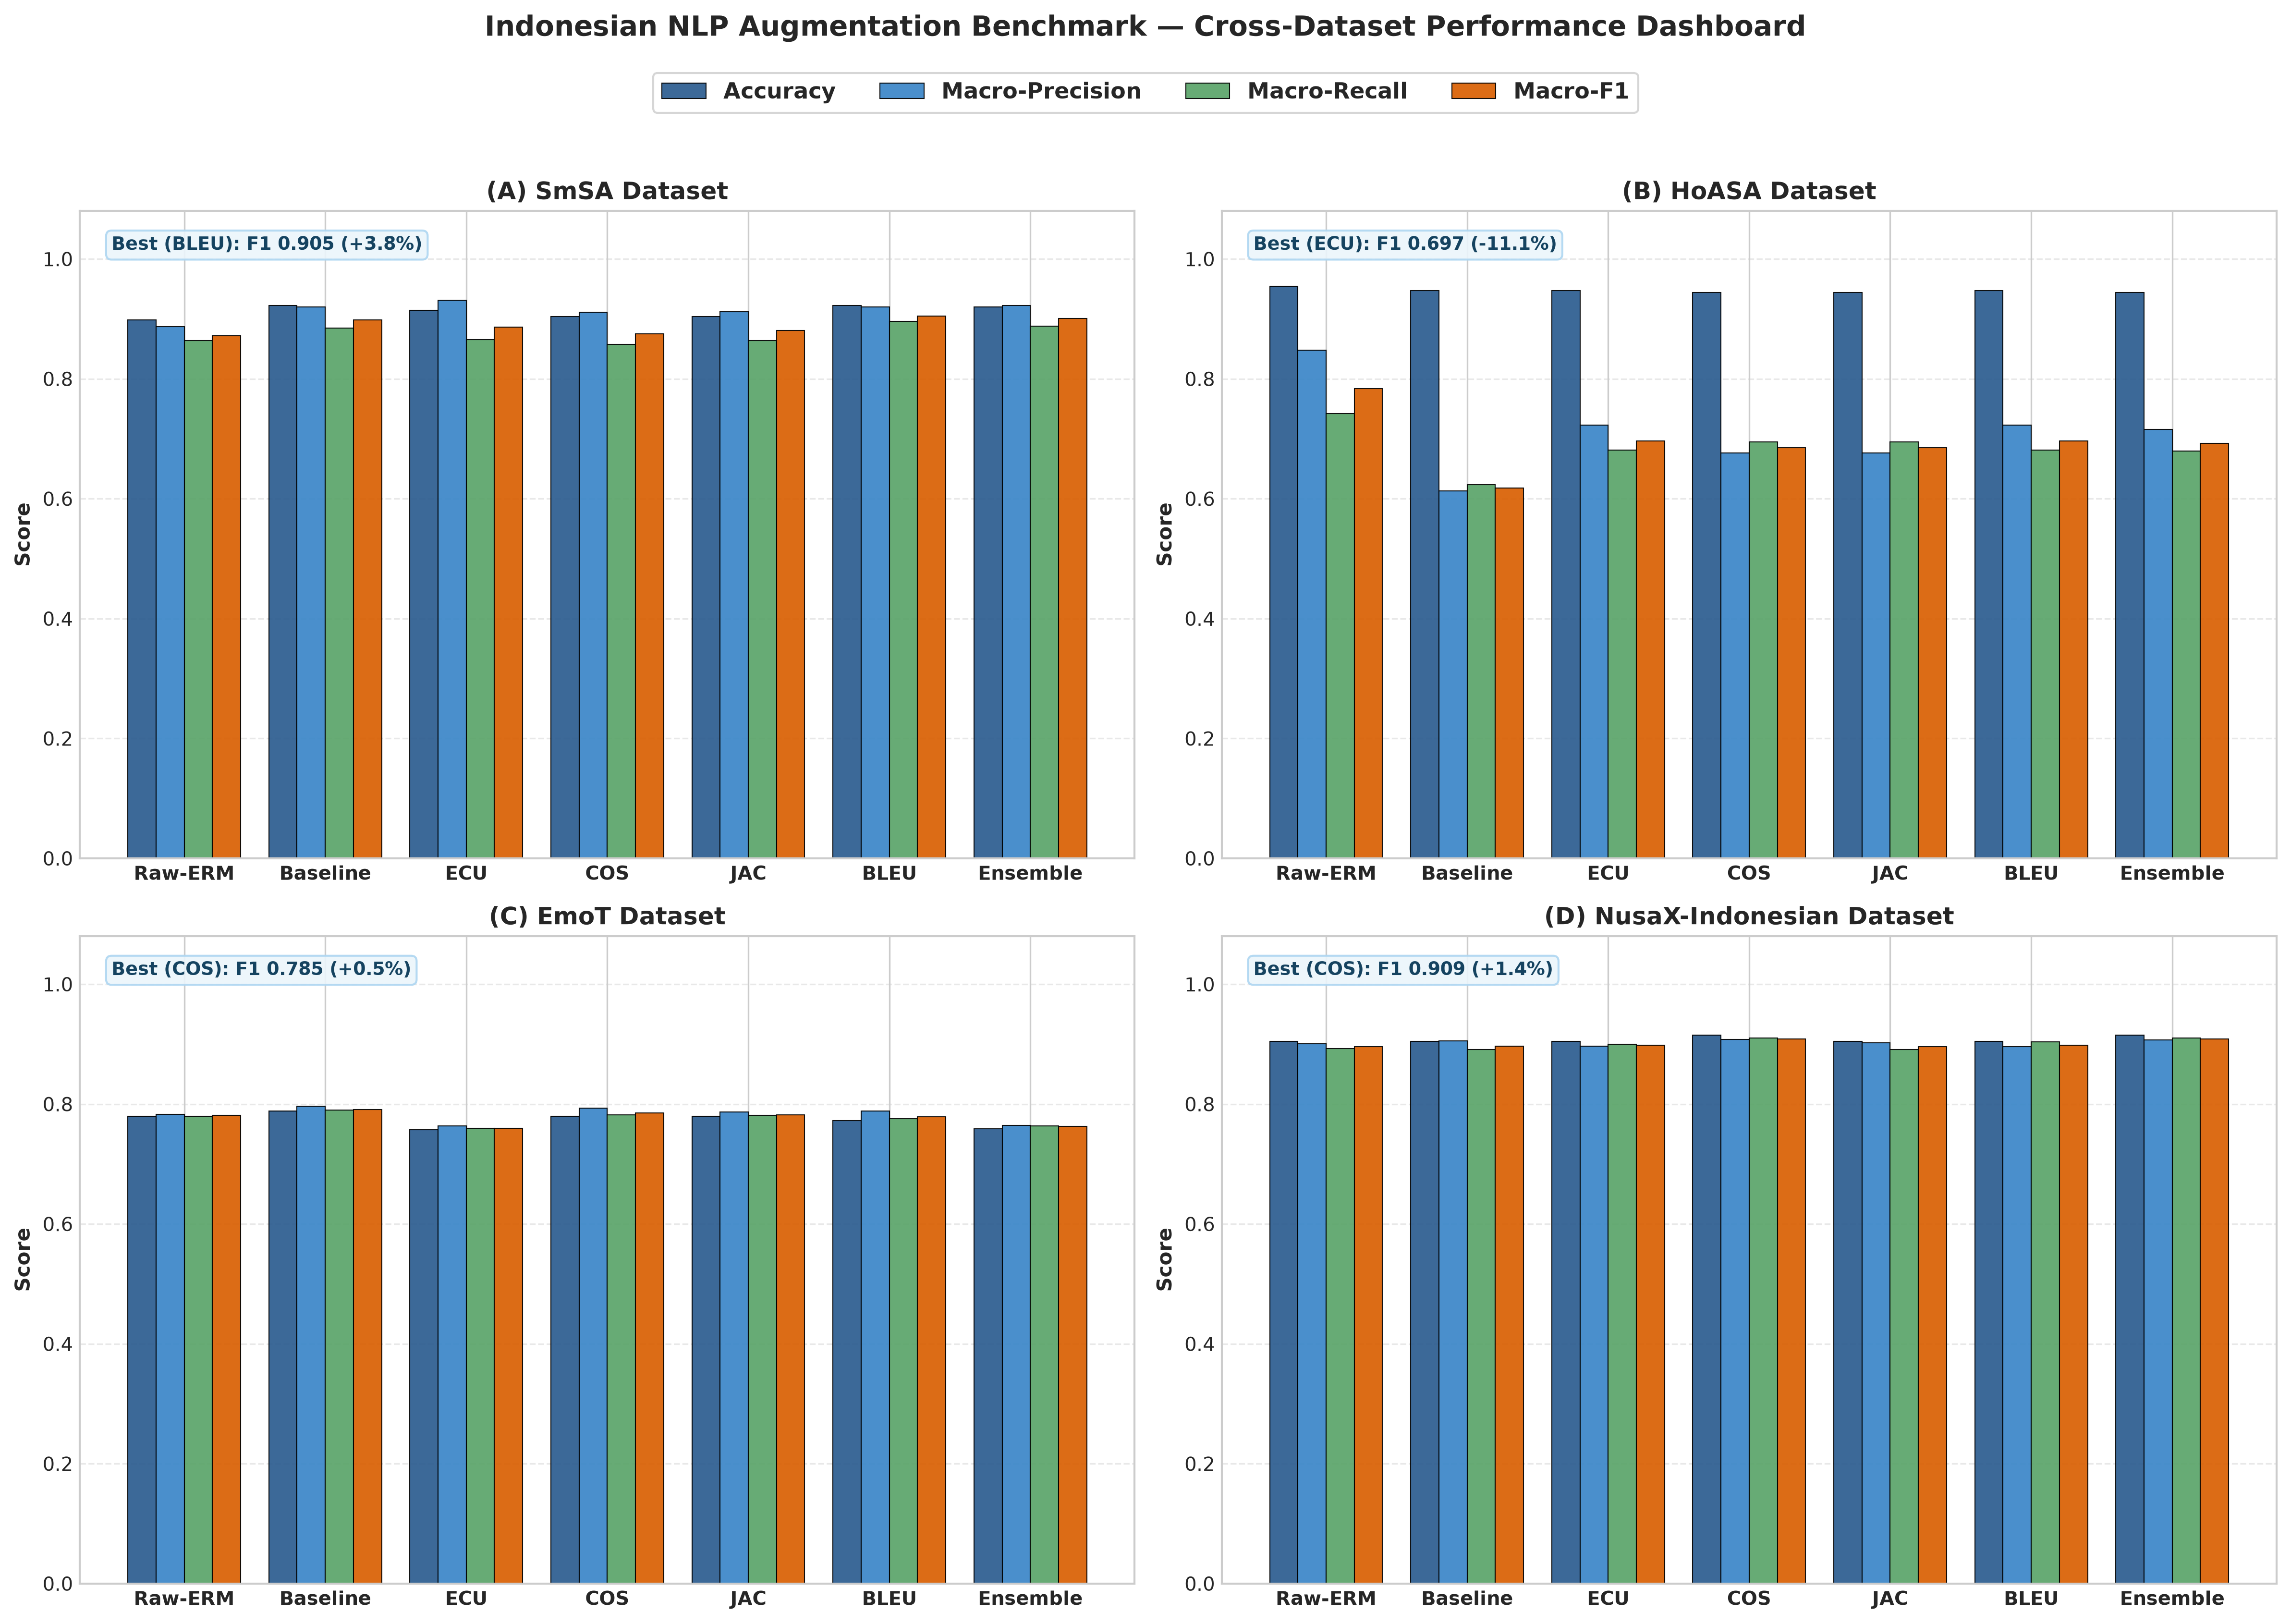 Indonesian NLP Augmentation Benchmark — Cross-Dataset Performance Dashboard
Accuracy Macro-Precision Macro-Recall Macro-F1
(A) SmSA Dataset
Best (BLEU): F1 0.905 (+3.8%)
Score
1.0
0.8
0.6
0.4
0.2
0.0
Raw-ERM Baseline ECU COS JAC BLEU Ensemble
(B) HoASA Dataset
Best (ECU): F1 0.697 (-11.1%)
Score
1.0
0.8
0.6
0.4
0.2
0.0
Raw-ERM Baseline ECU COS JAC BLEU Ensemble
(C) EmoT Dataset
Best (COS): F1 0.785 (+0.5%)
Score
1.0
0.8
0.6
0.4
0.2
0.0
Raw-ERM Baseline ECU COS JAC BLEU Ensemble
(D) NusaX-Indonesian Dataset
Best (COS): F1 0.909 (+1.4%)
Score
1.0
0.8
0.6
0.4
0.2
0.0
Raw-ERM Baseline ECU COS JAC BLEU Ensemble